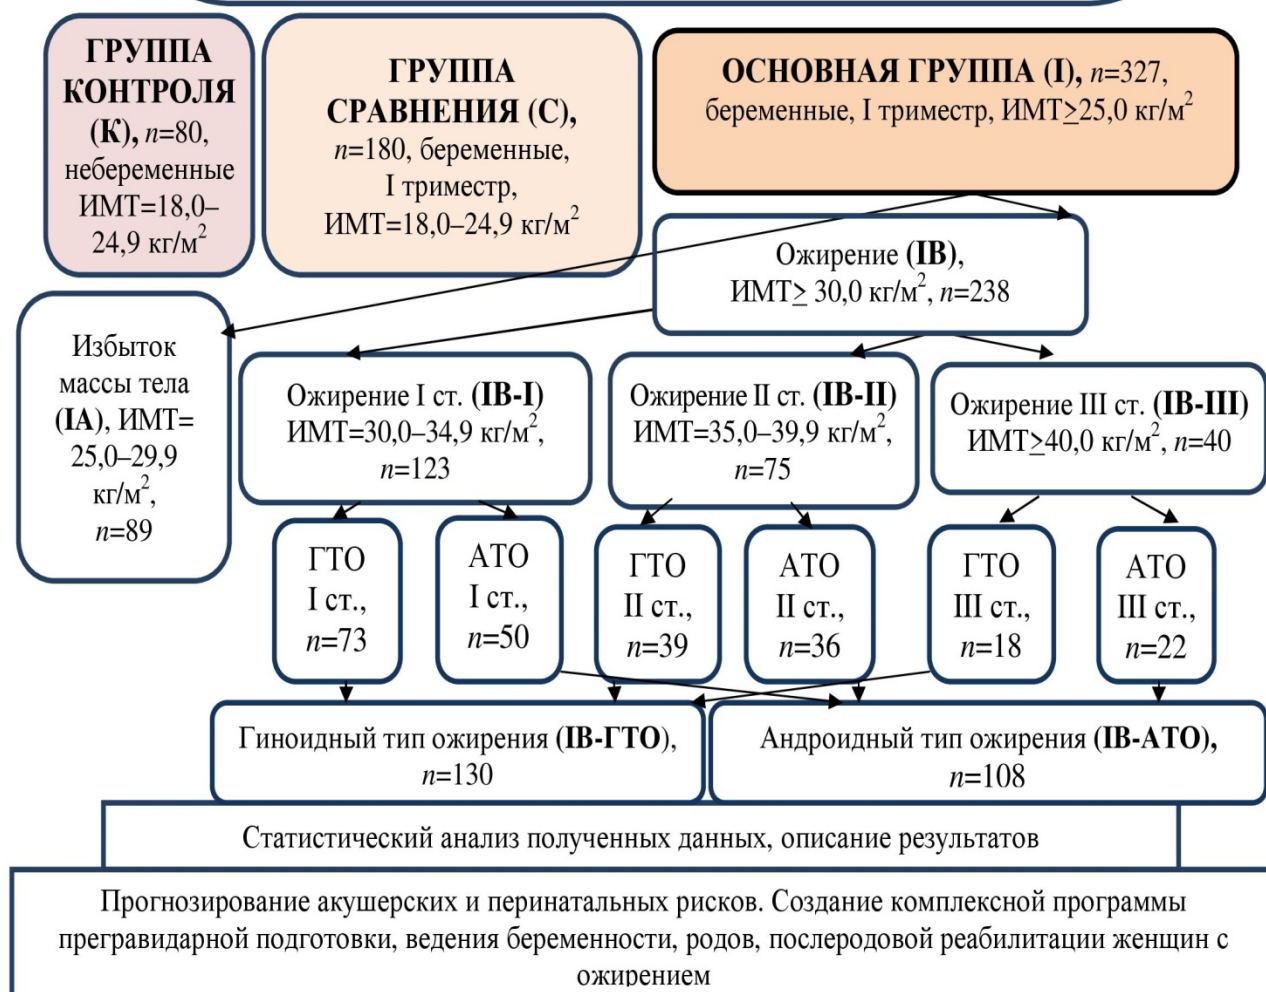 ГРУППА
КОНТРОЛЯ
(К), n=80,
небеременные
ИМТ=18,0–
24,9 кг/м²
ГРУППА
СРАВНЕНИЯ (С),
n=180, беременные,
I триместр,
ИМТ=18,0–24,9 кг/м²
ОСНОВНАЯ ГРУППА (I), n=327,
беременные, I триместр, ИМТ≥25,0 кг/м²
Ожирение (IB),
ИМТ≥ 30,0 кг/м², n=238
Избыток
массы тела
(IA), ИМТ=
25,0–29,9
кг/м²,
n=89
Ожирение I ст. (IB-I)
ИМТ=30,0–34,9 кг/м²,
n=123
Ожирение II ст. (IB-II)
ИМТ=35,0–39,9 кг/м²,
n=75
Ожирение III ст. (IB-III)
ИМТ≥40,0 кг/м², n=40
ГТО
I ст.,
n=73
АТО
I ст.,
n=50
ГТО
II ст.,
n=39
АТО
II ст.,
n=36
ГТО
III ст.,
n=18
АТО
III ст.,
n=22
Гиноидный тип ожирения (IB-ГТО),
n=130
Андроидный тип ожирения (IB-АТО),
n=108
Статистический анализ полученных данных, описание результатов
Прогнозирование акушерских и перинатальных рисков. Создание комплексной программы
прегравидарной подготовки, ведения беременности, родов, послеродовой реабилитации женщин с
ожирением